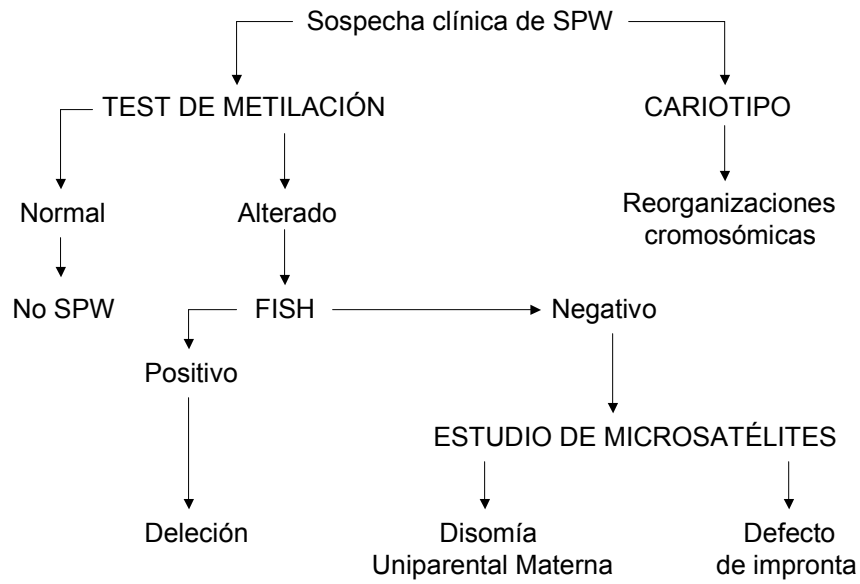 Sospecha clínica de SPW
TEST DE METILACIÓN
CARIOTIPO
Normal
Alterado
Reorganizaciones
cromosómicas
No SPW
FISH
Negativo
Positivo
ESTUDIO DE MICROSATÉLITES
Deleción
Disomía
Uniparental Materna
Defecto
de impronta